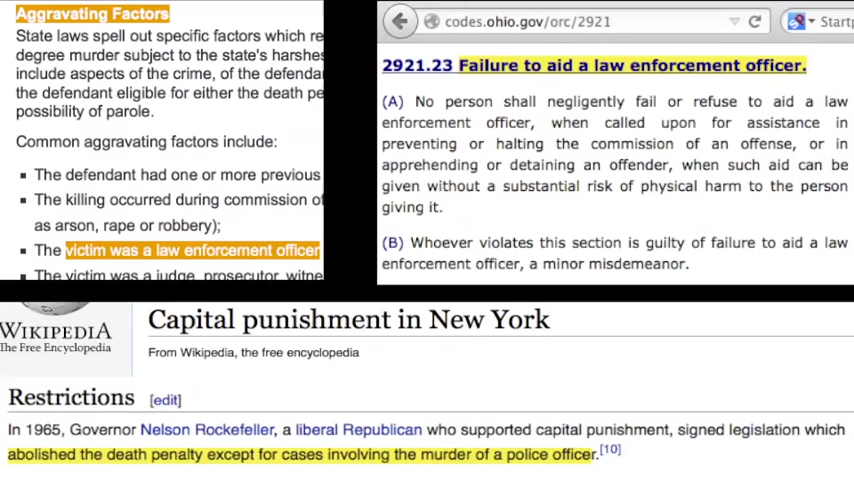 Aggravating Factors
State laws spell out specific factors which re
degree murder subject to the state's harshes
include aspects of the crime, of the defenda
the defendant eligible for either the death pe
possibility of parole.
Common aggravating factors include:
The defendant had one or more previous
The killing occurred during commission of
as arson, rape or robbery);
The victim was a law enforcement officer
The victim was a judge, prosecutor, witne
codes.ohio.gov/orc/2921
Startp
2921.23 Failure to aid a law enforcement officer.
(A) No person shall negligently fail or refuse to aid a law
enforcement officer, when called upon for assistance in
preventing or halting the commission of an offense, or in
apprehending or detaining an offender, when such aid can be
given without a substantial risk of physical harm to the person
giving it.
(B) Whoever violates this section is guilty of failure to aid a law
enforcement officer, a minor misdemeanor.
WIKIPEDIA
The Free Encyclopedia
Capital punishment in New York
From Wikipedia, the free encyclopedia
Restrictions [edit]
In 1965, Governor Nelson Rockefeller, a liberal Republican who supported capital punishment, signed legislation which
abolished the death penalty except for cases involving the murder of a police officer.[10]